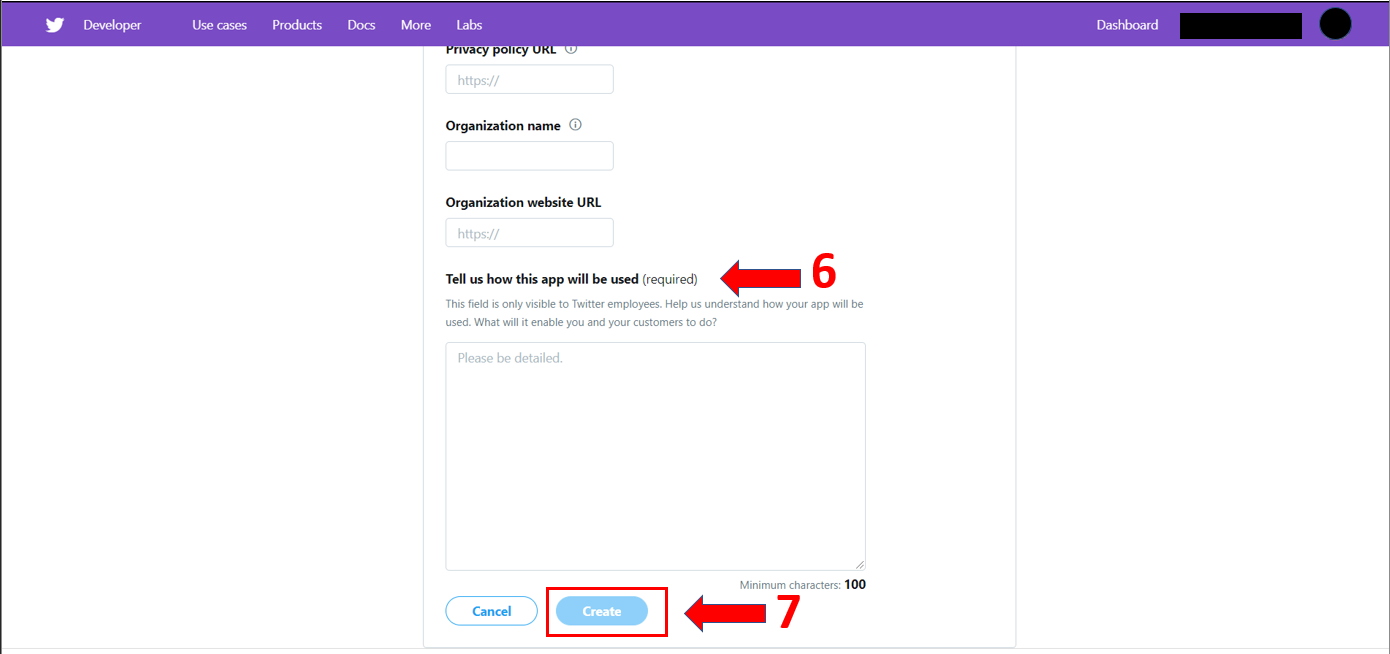 Developer Use cases Products Docs More Labs Dashboard
Privacy policy URL
https://
Organization name
Organization website URL
https://
Tell us how this app will be used (required) 6
This field is only visible to Twitter employees. Help us understand how your app will be
used. What will it enable you and your customers to do?
Please be detailed.
Minimum characters: 100
Cancel Create 7